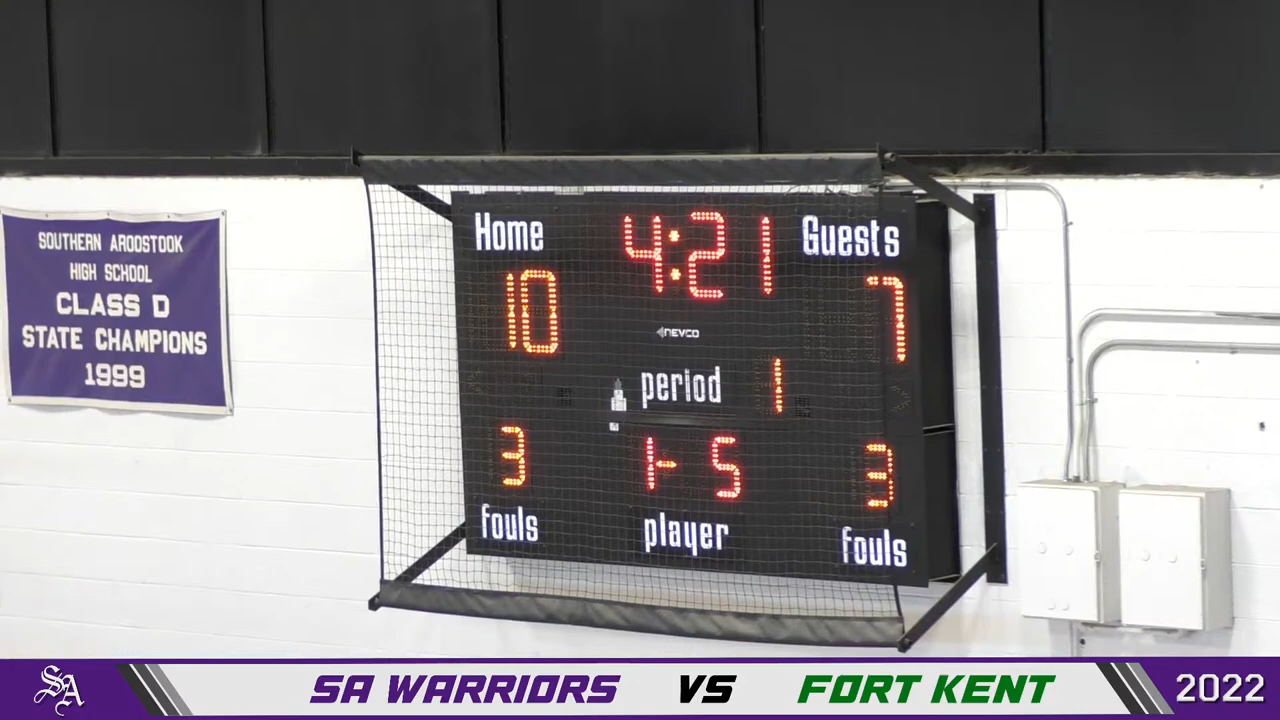 SOUTHERN AROOSTOOK
HIGH SCHOOL
CLASS D
STATE CHAMPIONS
1999
Home
4:21
Guests
10
7
NEVCO
period
1
3
1- 5
3
fouls
player
fouls
SA
SA WARRIORS
VS
FORT KENT
2022